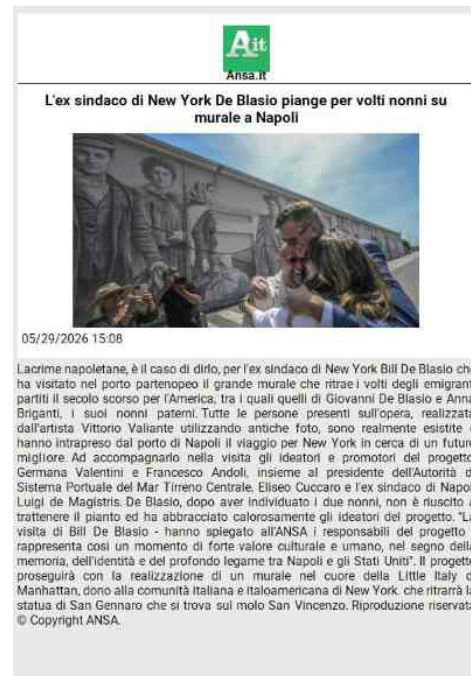 Ait
Ansa.it
L'ex sindaco di New York De Blasio piange per volti nonni su
murale a Napoli
05/29/2026 15:08
Lacrime napoletane, è il caso di dirlo, per l'ex sindaco di New York Bill De Blasio che
ha visitato nel porto partenopeo il grande murale che ritrae i volti degli emigrant
partiti il secolo scorso per l'America, tra i quali quelli di Giovanni De Blasio e Anna
Briganti, i suoi nonni paterni. Tutte le persone presenti sull'opera, realizzat
dall'artista Vittorio Valiante utilizzando antiche foto, sono realmente esistite e
hanno intrapreso dal porto di Napoli il viaggio per New York in cerca di un futuro
migliore. Ad accompagnarlo nella visita gli ideatori e promotori del progetto
Germana Valentini e Francesco Andoli, insieme al presidente dell'Autorità d
Sistema Portuale del Mar Tirreno Centrale, Eliseo Cuccaro e l'ex sindaco di Napol
Luigi de Magistris. De Blasio, dopo aver individuato i due nonni, non è riuscito a
trattenere il pianto ed ha abbracciato calorosamente gli ideatori del progetto. "La
visita di Bill De Blasio - hanno spiegato all'ANSA i responsabili del progetto
rappresenta così un momento di forte valore culturale e umano, nel segno della
memoria, dell'identità e del profondo legame tra Napoli e gli Stati Uniti". Il progetto
proseguirà con la realizzazione di un murale nel cuore della Little Italy d
Manhattan, dono alla comunità italiana e italoamericana di New York. che ritrarrà la
statua di San Gennaro che si trova sul molo San Vincenzo. Riproduzione riservata
© Copyright ANSA.